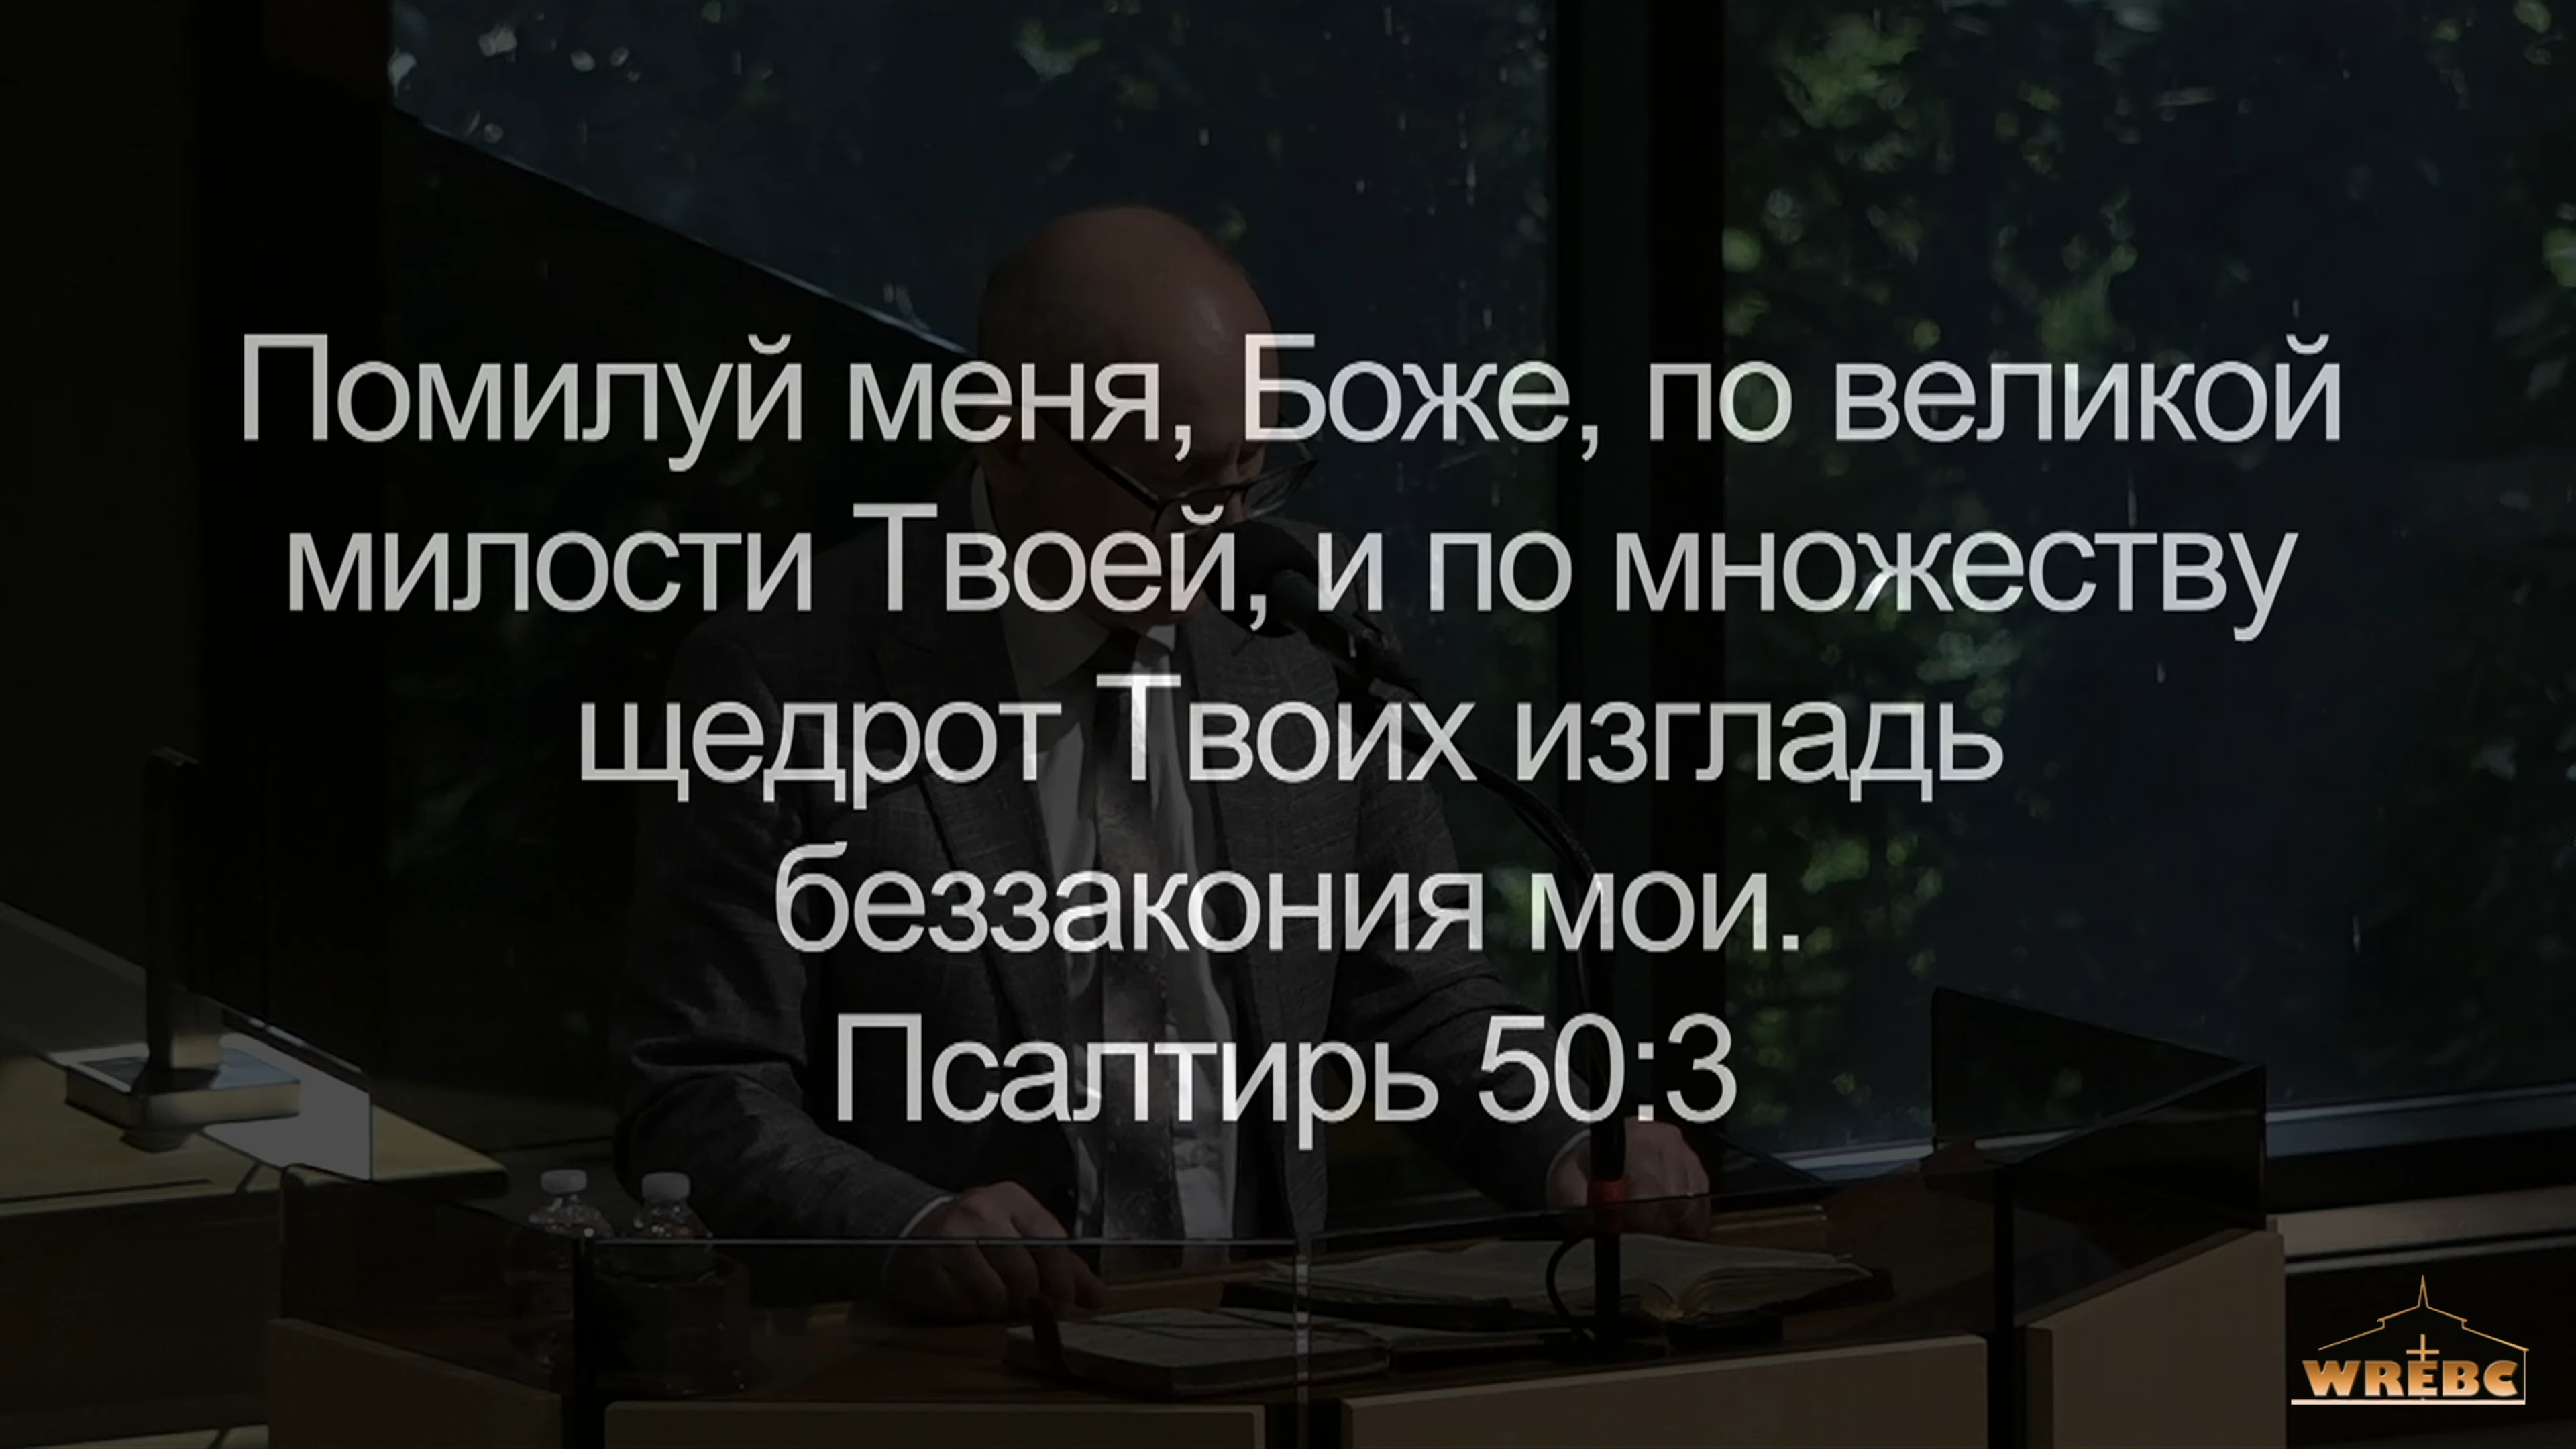 Помилуй меня, Боже, по великой
милости Твоей, и по множеству
щедрот Твоих изгладь
беззакония мои.
Псалтирь 50:3
WREBC